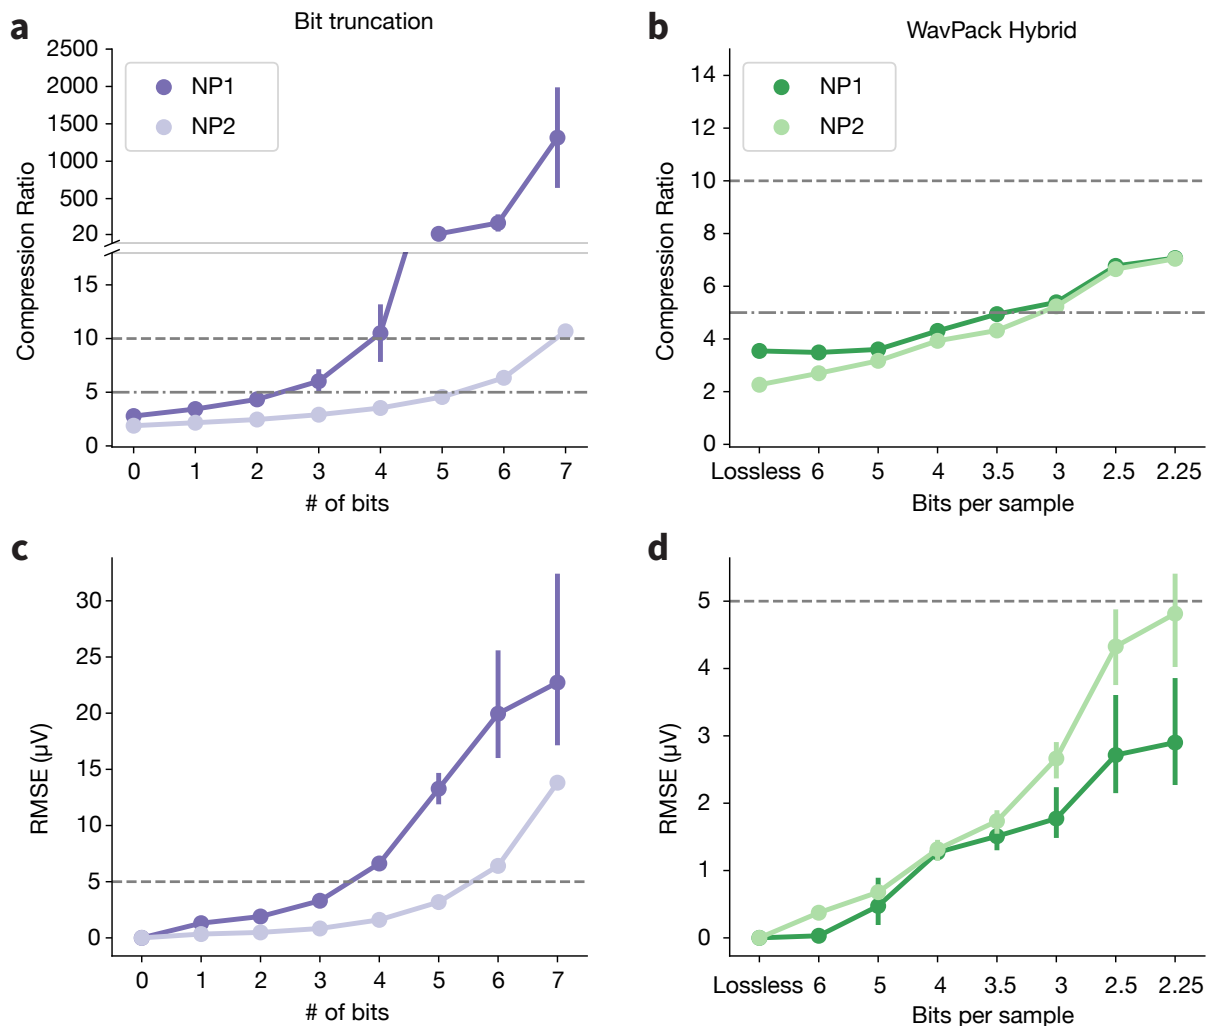 a
Bit truncation
2500
2000
1500
1000
500
20
15
10
5
0
Compression Ratio
NP1
NP2
0 1 2 3 4 5 6 7
# of bits
b
WavPack Hybrid
14
12
10
8
6
4
2
0
Compression Ratio
NP1
NP2
Lossless 6 5 4 3.5 3 2.5 2.25
Bits per sample
c
30
25
20
15
10
5
0
RMSE (µV)
0 1 2 3 4 5 6 7
# of bits
d
5
4
3
2
1
0
RMSE (µV)
Lossless 6 5 4 3.5 3 2.5 2.25
Bits per sample